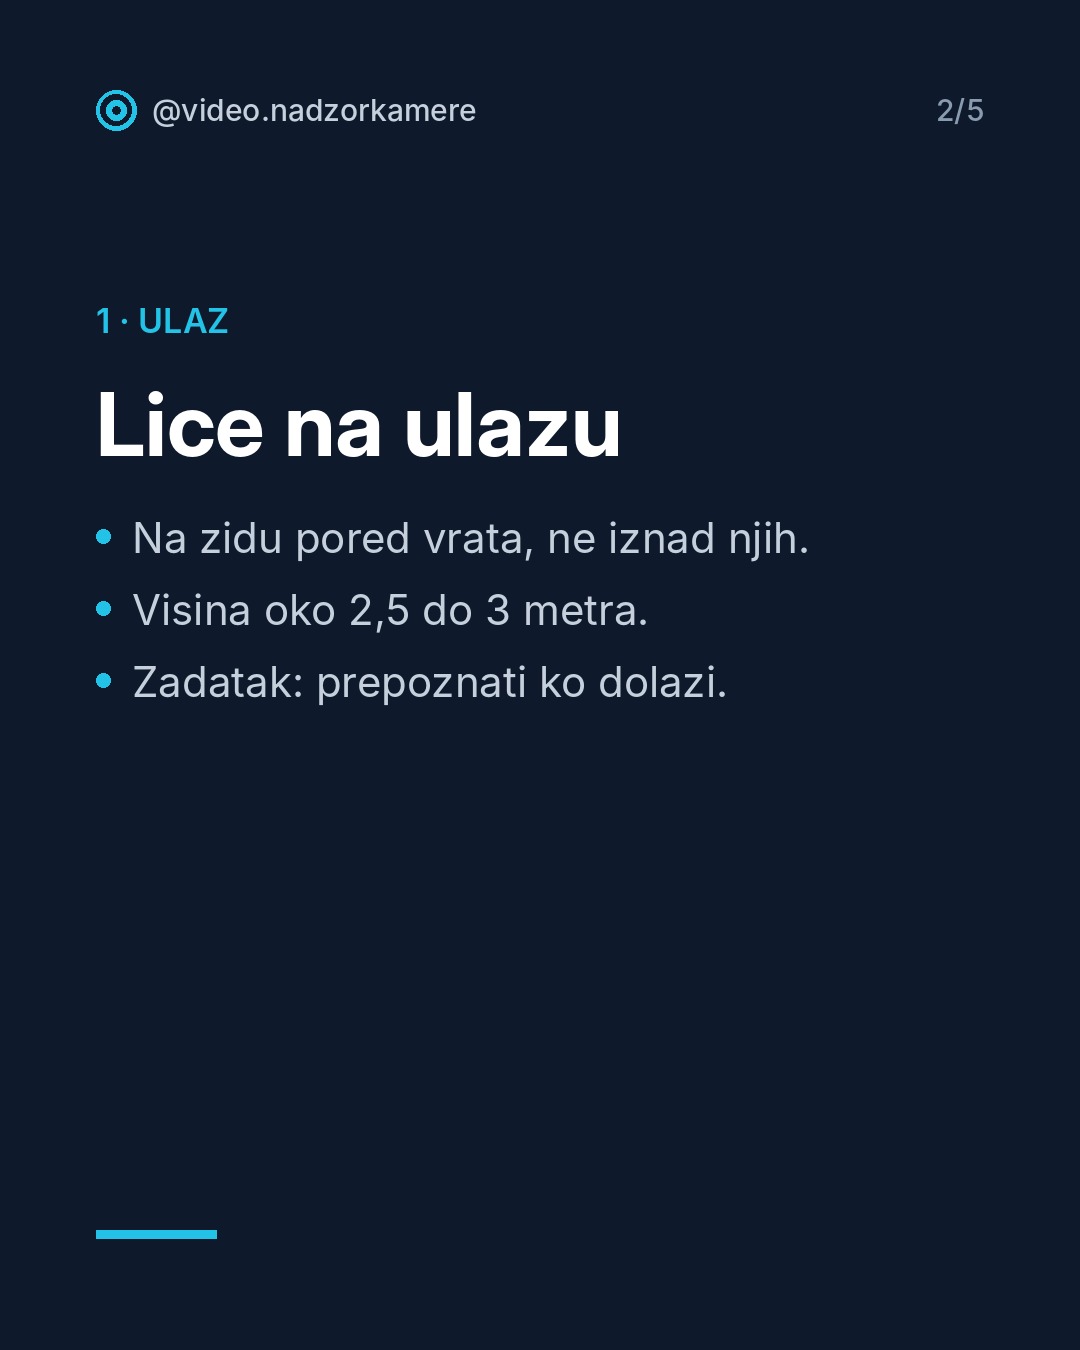 @video.nadzorkamere
2/5
1 · ULAZ
Lice na ulazu
• Na zidu pored vrata, ne iznad njih.
• Visina oko 2,5 do 3 metra.
• Zadatak: prepoznati ko dolazi.